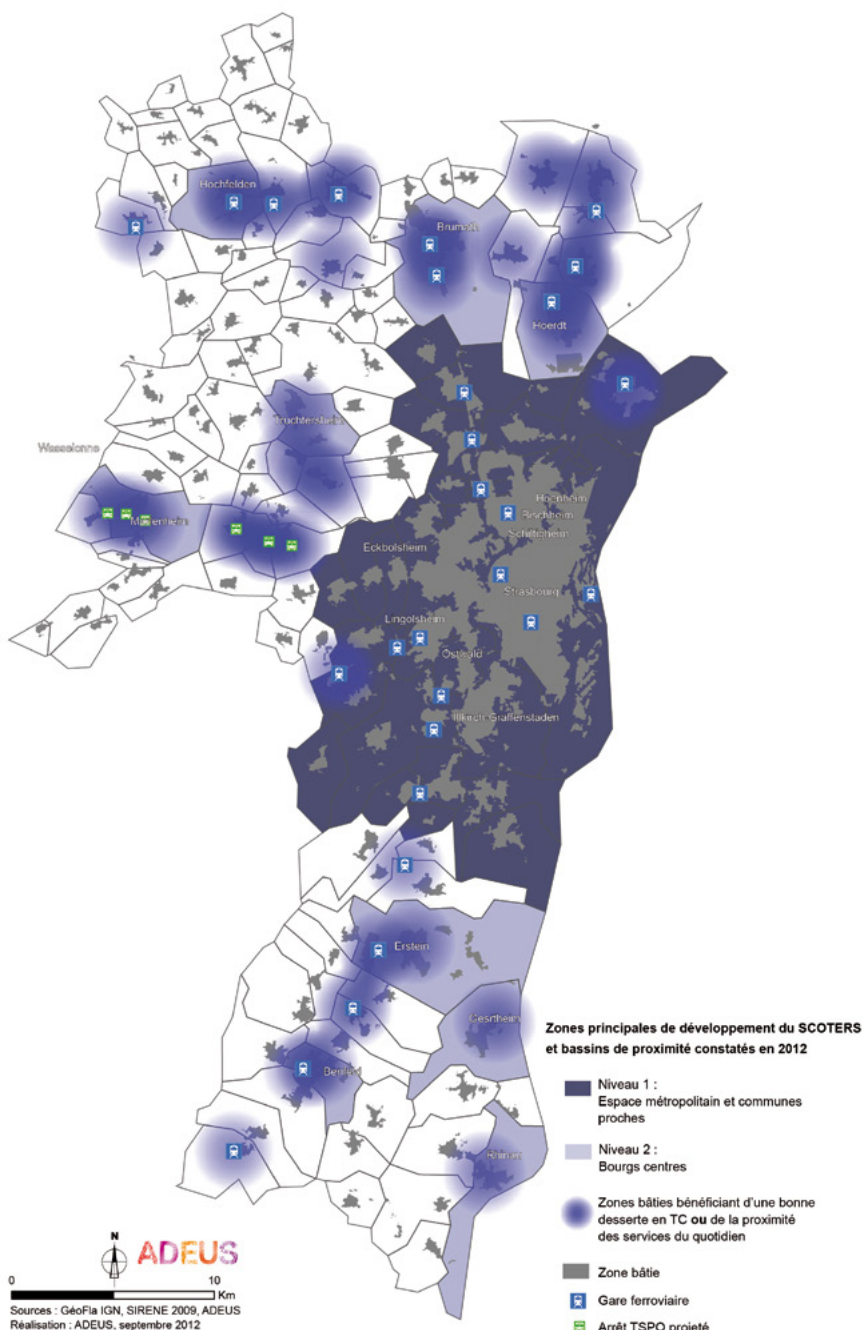 Hochfelden
Brumath
Hoerdt
Truchtersheim
Wasselonne
Marlenheim
Hoenheim
Bischheim
Schiltigheim
Eckbolsheim
Strasbourg
Lingolsheim
Ostwald
Illkirch-Graffenstaden
Erstein
Gesrtheim
Benfeld
Rhinau
Zones principales de développement du SCOTERS
et bassins de proximité constatés en 2012
Niveau 1 :
Espace métropolitain et communes
proches
Niveau 2 :
Bourgs centres
Zones bâties bénéficiant d'une bonne
desserte en TC ou de la proximité
des services du quotidien
Zone bâtie
Gare ferroviaire
Arrêt TSPO projeté
N
ADEUS
0 10
Km
Sources : GéoFla IGN, SIRENE 2009, ADEUS
Réalisation : ADEUS, septembre 2012